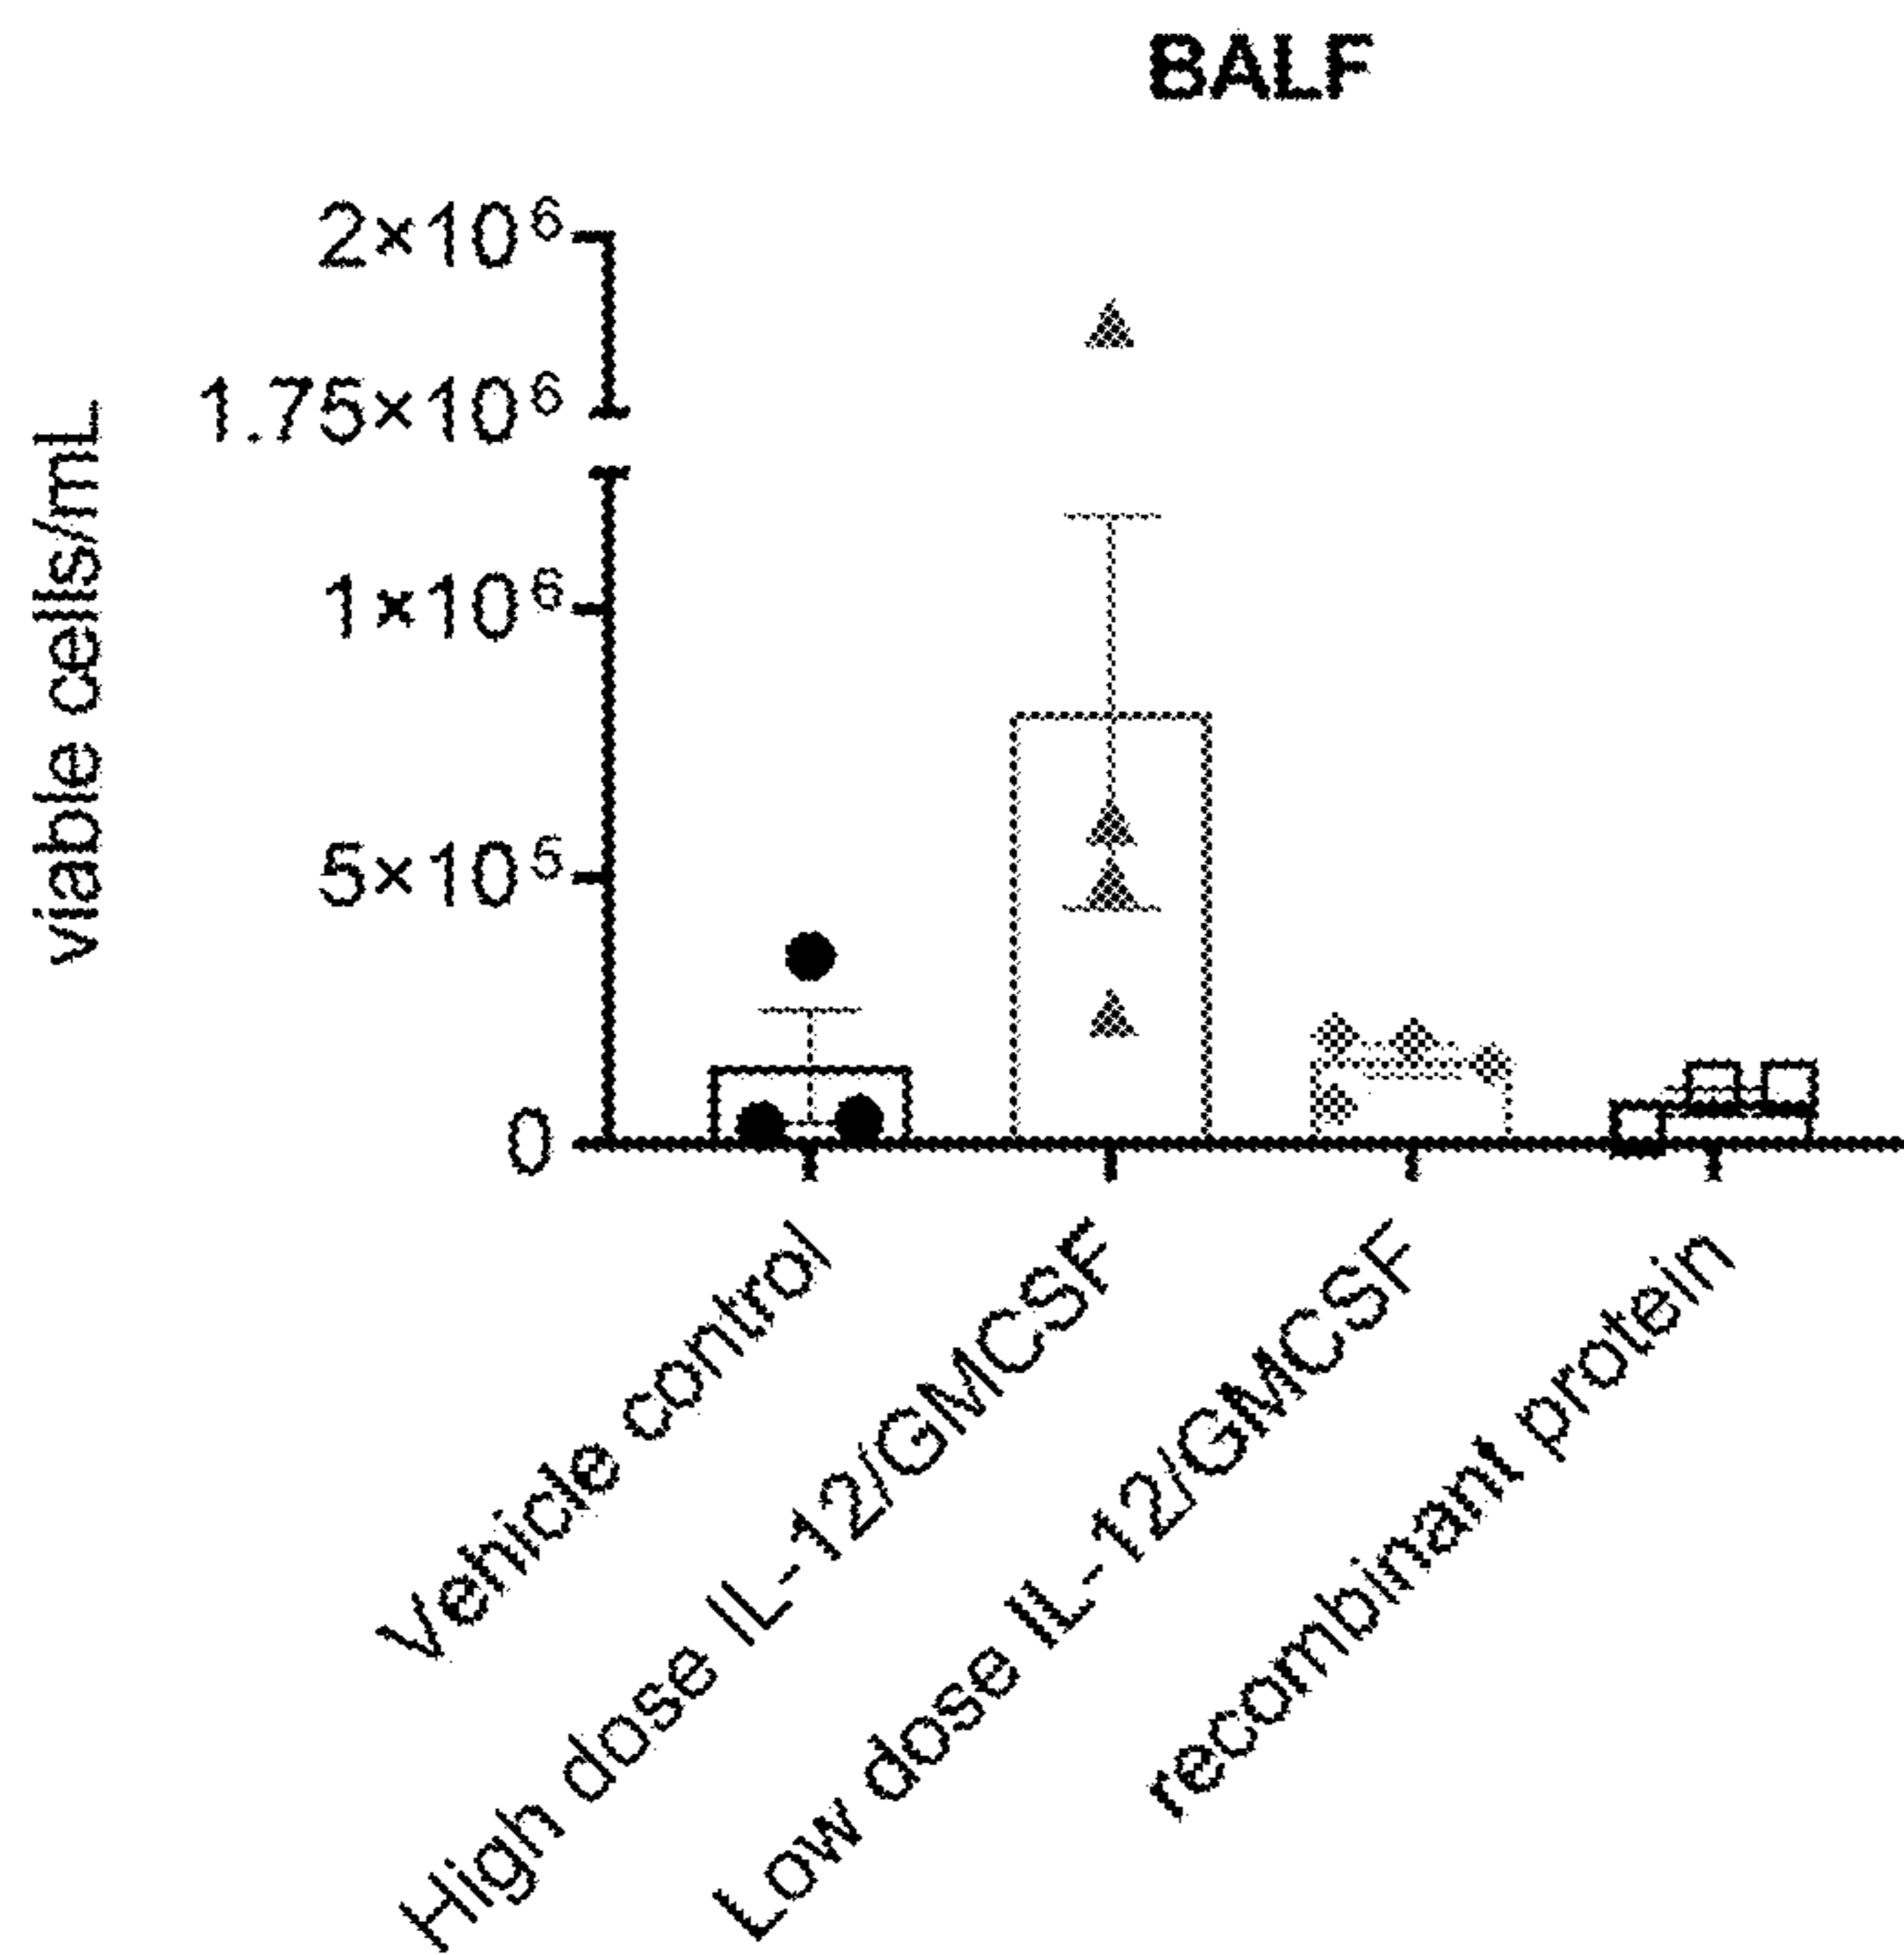 BALF
viable cells/mL
2×10⁶
1.75×10⁶
1×10⁶
5×10⁵
0
Vehicle control
High dose IL-12/GMCSF
Low dose IL-12/GMCSF
recombinant protein